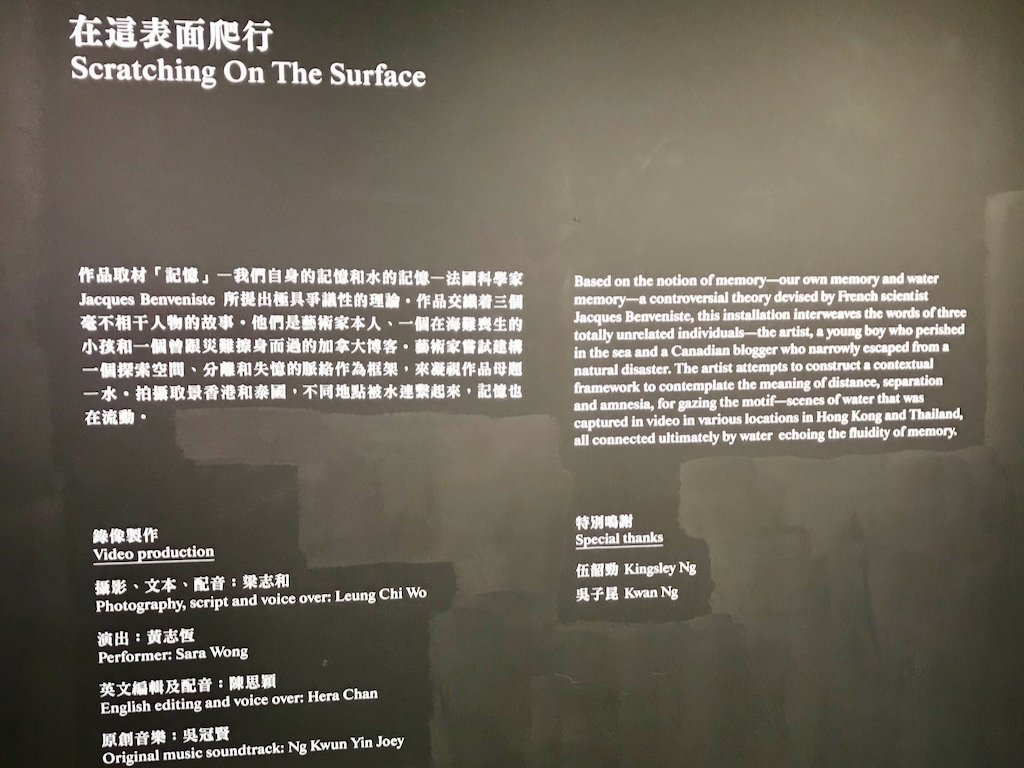 在這表面爬行
Scratching On The Surface
作品取材「記憶」—我們自身的記憶和水的記憶—法國科學家
Jacques Benveniste 所提出極具爭議性的理論。作品交織着三個
毫不相干人物的故事。他們是藝術家本人、一個在海難喪生的
小孩和一個曾跟災難擦身而過的加拿大博客。藝術家嘗試建構
一個探索空間、分離和失憶的脈絡作為框架，來凝視作品母題
—水。拍攝取景香港和泰國，不同地點被水連繫起來，記憶也
在流動。
Based on the notion of memory—our own memory and water
memory—a controversial theory devised by French scientist
Jacques Benveniste, this installation interweaves the words of three
totally unrelated individuals—the artist, a young boy who perished
in the sea and a Canadian blogger who narrowly escaped from a
natural disaster. The artist attempts to construct a contextual
framework to contemplate the meaning of distance, separation
and amnesia, for gazing the motif—scenes of water that was
captured in video in various locations in Hong Kong and Thailand,
all connected ultimately by water echoing the fluidity of memory.
錄像製作
Video production
攝影、文本、配音：梁志和
Photography, script and voice over: Leung Chi Wo
演出：黃志恆
Performer: Sara Wong
英文編輯及配音：陳思穎
English editing and voice over: Hera Chan
原創音樂：吳冠賢
Original music soundtrack: Ng Kwun Yin Joey
特別鳴謝
Special thanks
伍韶勁 Kingsley Ng
吳子昆 Kwan Ng